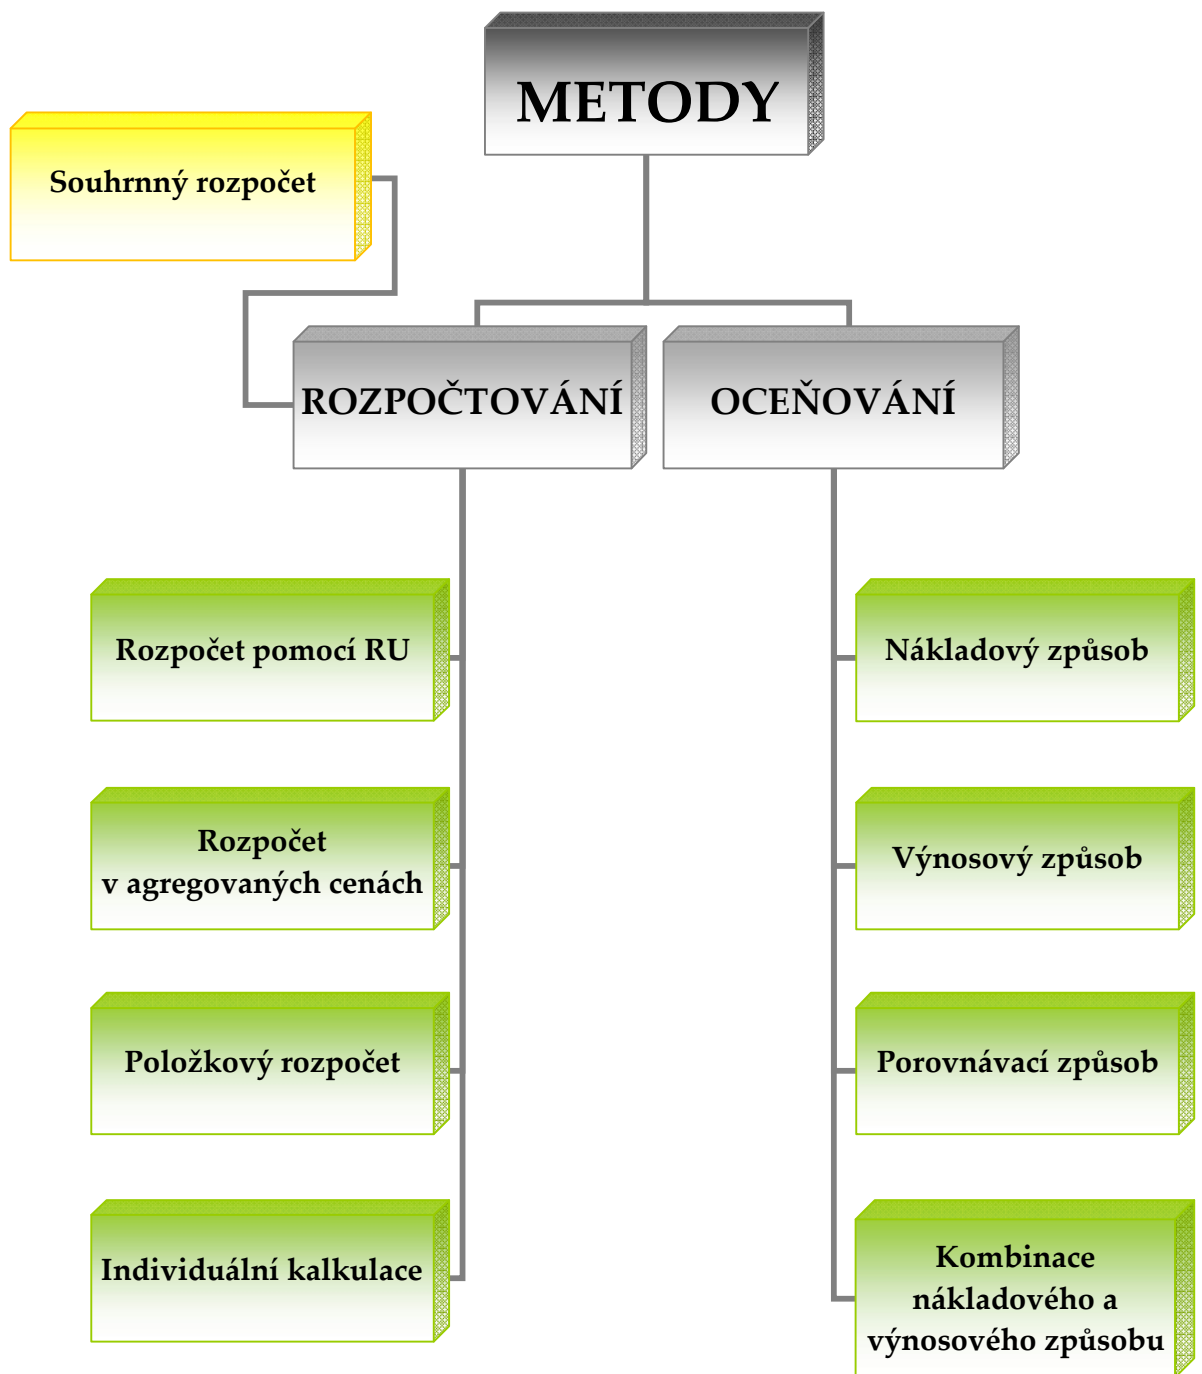 METODY
Souhrnný rozpočet
ROZPOČTOVÁNÍ
OCEŇOVÁNÍ
Rozpočet pomocí RU
Nákladový způsob
Rozpočet
v agregovaných cenách
Výnosový způsob
Položkový rozpočet
Porovnávací způsob
Individuální kalkulace
Kombinace
nákladového a
výnosového způsobu